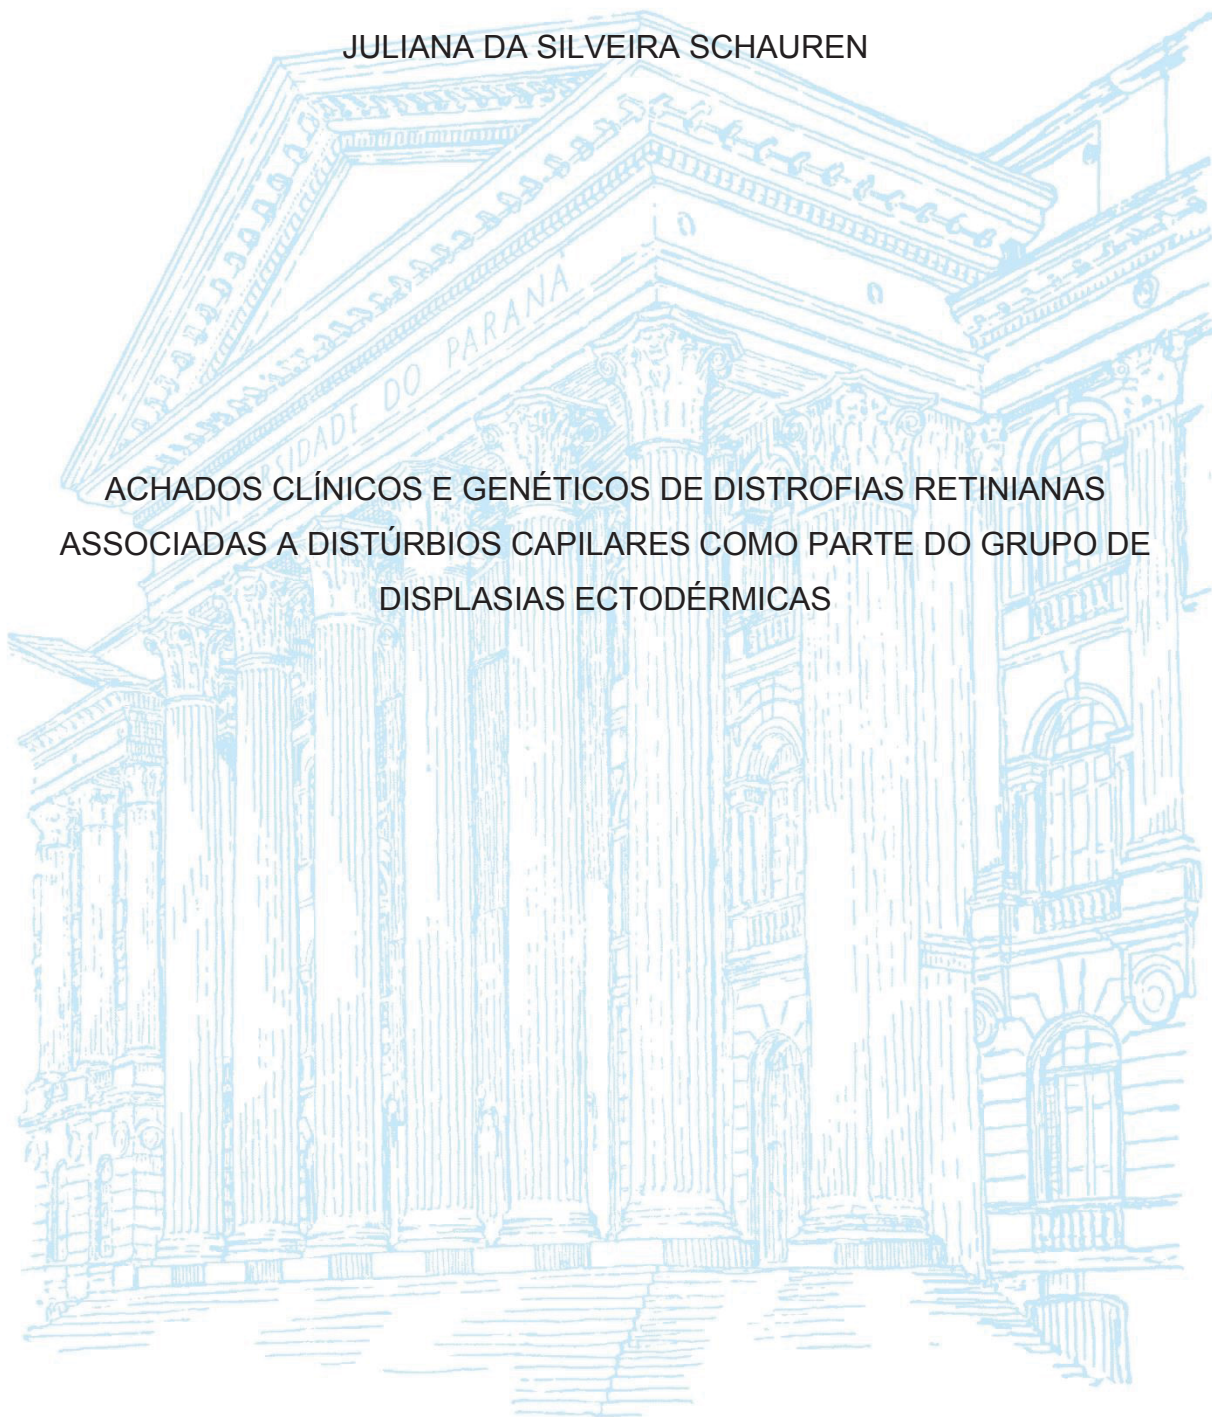 JULIANA DA SILVEIRA SCHAUREN
UNIVERSIDADE DO PARANÁ
ACHADOS CLÍNICOS E GENÉTICOS DE DISTROFIAS RETINIANAS
ASSOCIADAS A DISTÚRBIOS CAPILARES COMO PARTE DO GRUPO DE
DISPLASIAS ECTODÉRMICAS